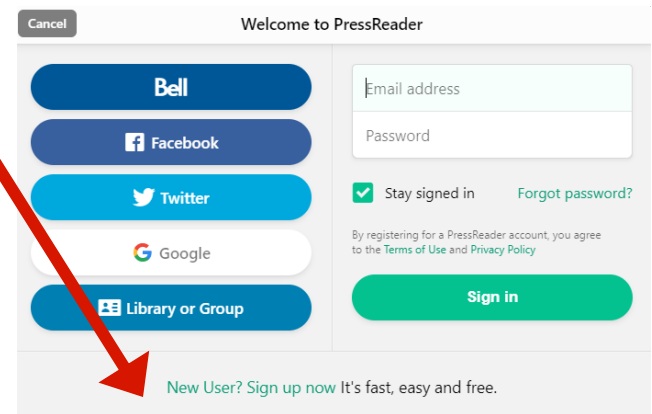 Cancel
Welcome to PressReader
Bell
Facebook
Twitter
Google
Library or Group
Email address
Password
Stay signed in Forgot password?
By registering for a PressReader account, you agree
to the Terms of Use and Privacy Policy
Sign in
New User? Sign up now It's fast, easy and free.